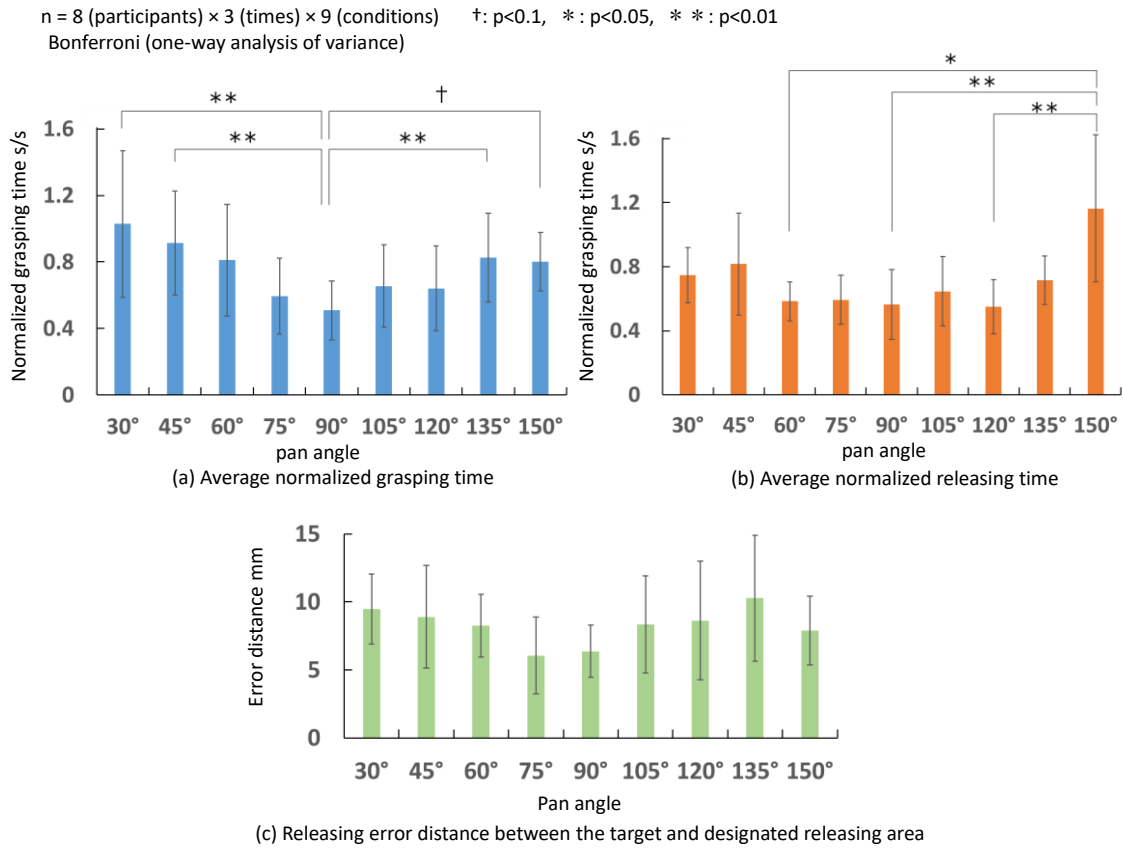 n = 8 (participants) × 3 (times) × 9 (conditions) †: p<0.1, *: p<0.05, * *: p<0.01
Bonferroni (one-way analysis of variance)
** †
** **
Normalized grasping time s/s
1.6
1.2
0.8
0.4
0
30° 45° 60° 75° 90° 105° 120° 135° 150°
pan angle
(a) Average normalized grasping time
*
**
**
Normalized grasping time s/s
1.6
1.2
0.8
0.4
0
30° 45° 60° 75° 90° 105° 120° 135° 150°
pan angle
(b) Average normalized releasing time
Error distance mm
15
10
5
0
30° 45° 60° 75° 90° 105° 120° 135° 150°
Pan angle
(c) Releasing error distance between the target and designated releasing area